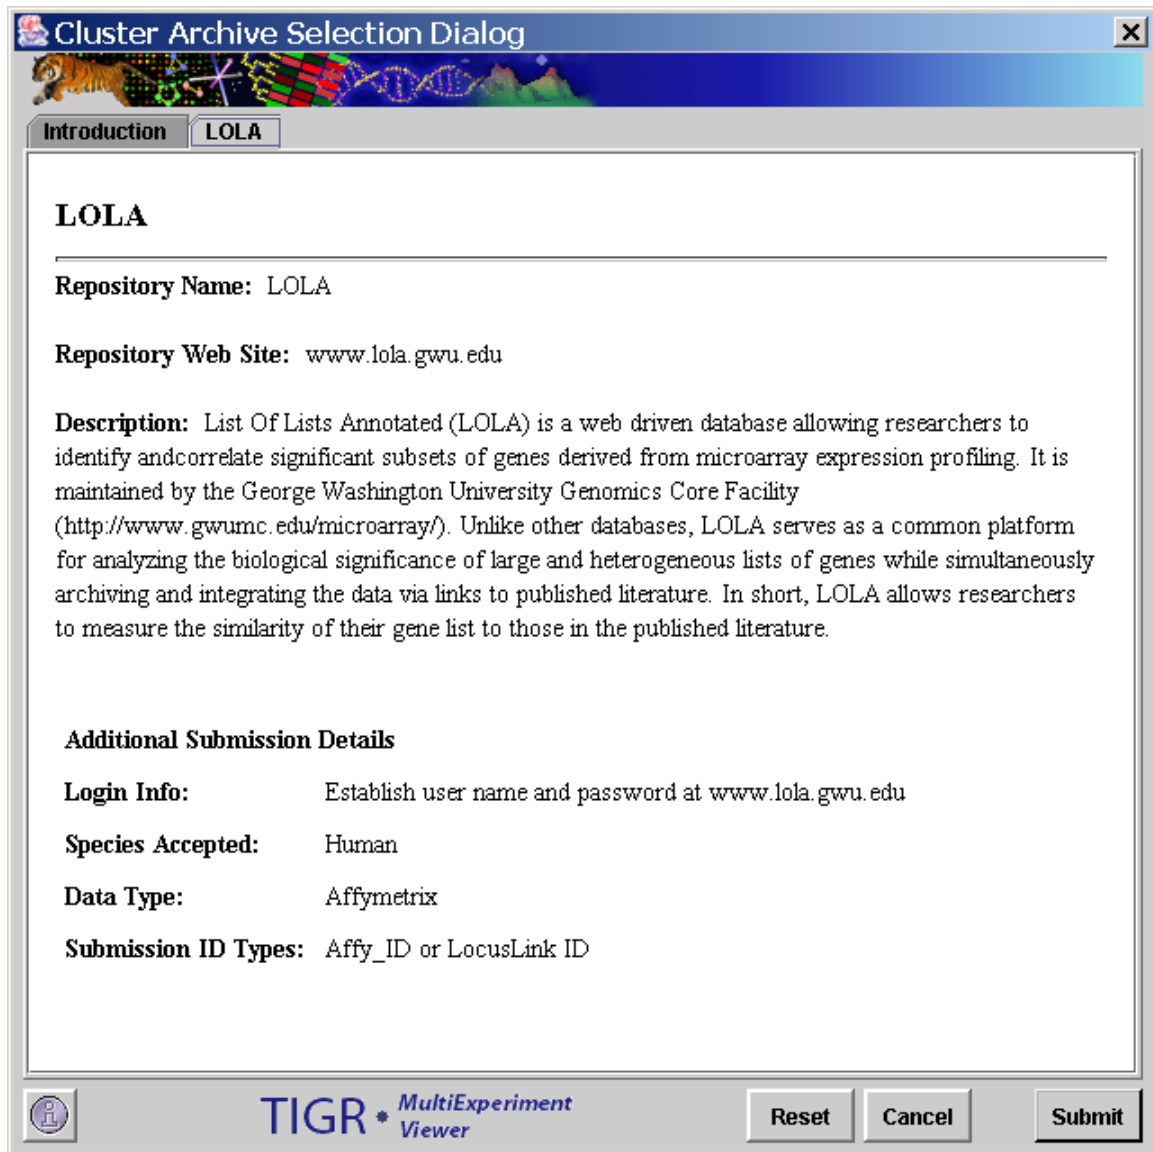 Cluster Archive Selection Dialog
Introduction LOLA
LOLA
Repository Name: LOLA
Repository Web Site: www.lola.gwu.edu
Description: List Of Lists Annotated (LOLA) is a web driven database allowing researchers to
identify andcorrelate significant subsets of genes derived from microarray expression profiling. It is
maintained by the George Washington University Genomics Core Facility
(http://www.gwumc.edu/microarray/). Unlike other databases, LOLA serves as a common platform
for analyzing the biological significance of large and heterogeneous lists of genes while simultaneously
archiving and integrating the data via links to published literature. In short, LOLA allows researchers
to measure the similarity of their gene list to those in the published literature.
Additional Submission Details
Login Info: Establish user name and password at www.lola.gwu.edu
Species Accepted: Human
Data Type: Affymetrix
Submission ID Types: Affy_ID or LocusLink ID
TIGR MultiExperiment
Viewer
Reset Cancel Submit